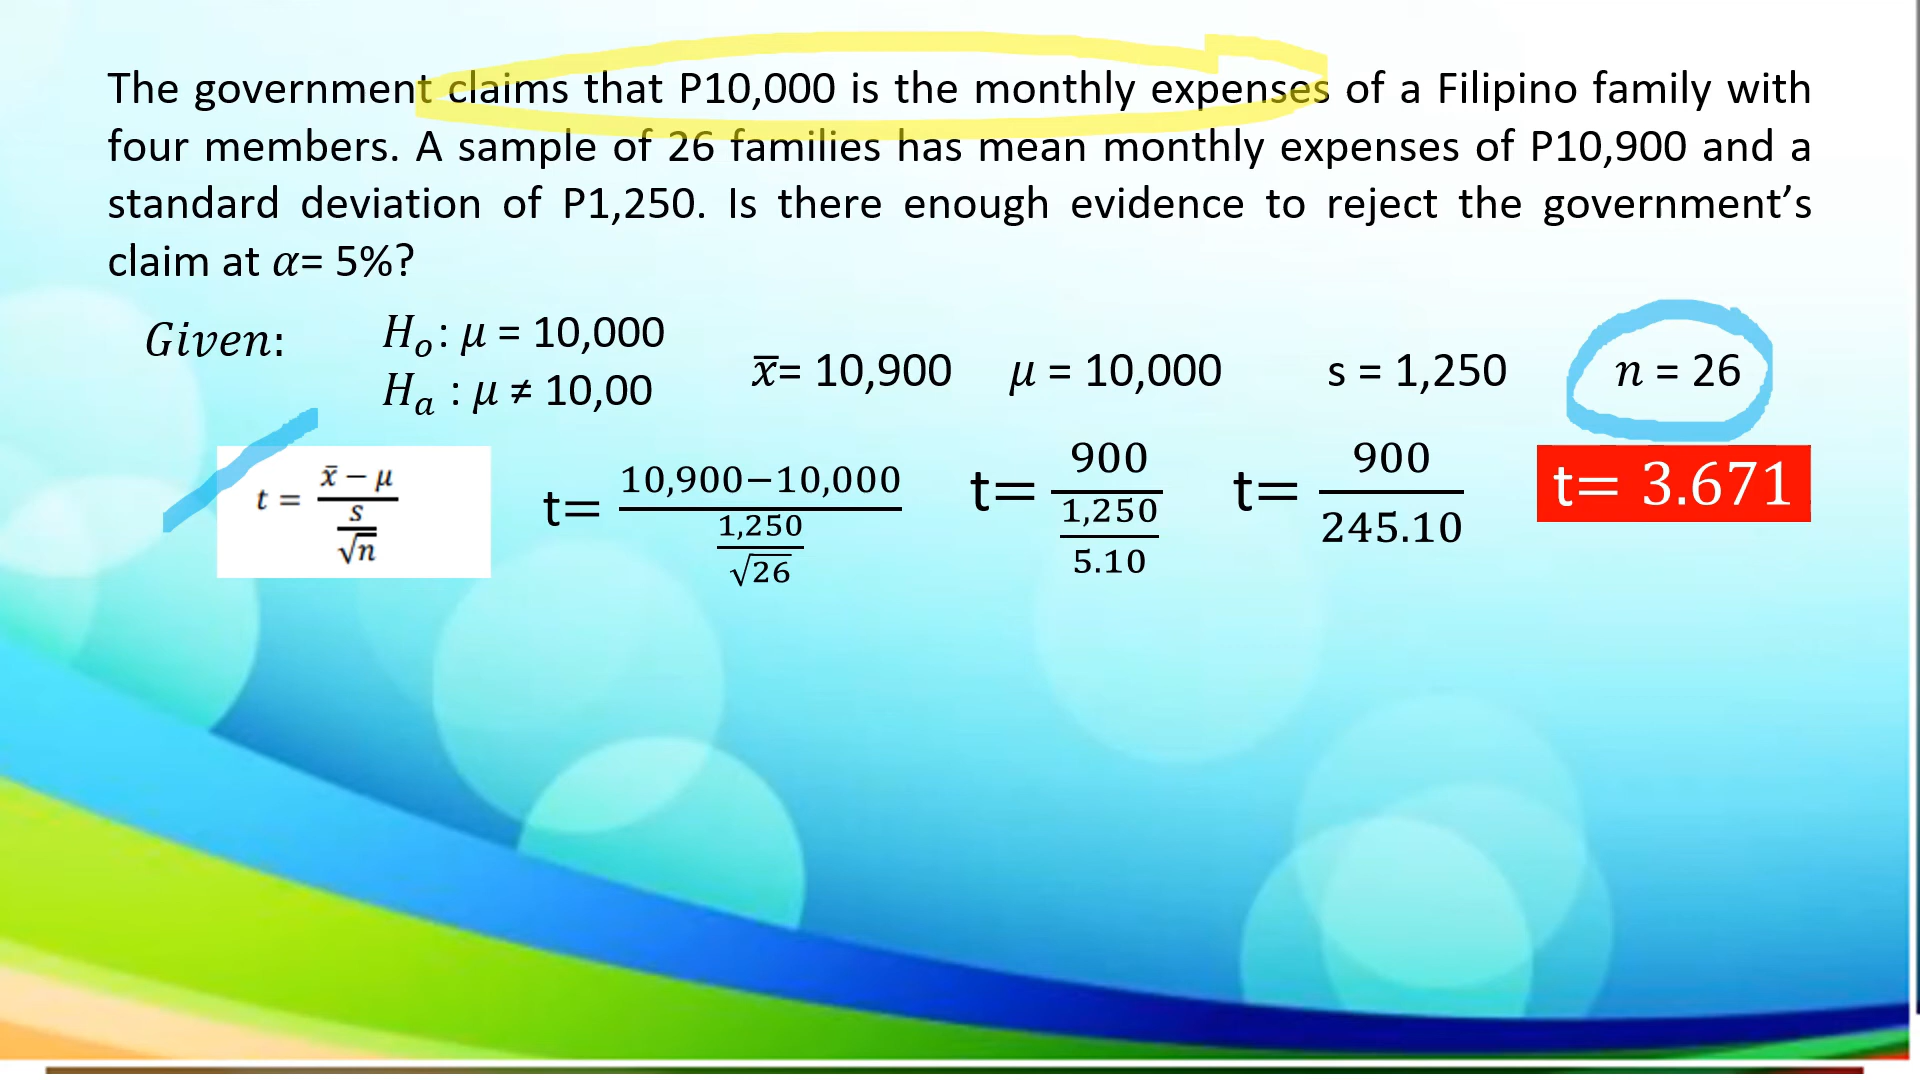 The government claims that P10,000 is the monthly expenses of a Filipino family with
four members. A sample of 26 families has mean monthly expenses of P10,900 and a
standard deviation of P1,250. Is there enough evidence to reject the government’s
claim at α= 5%?
Given:
Hₒ: μ = 10,000
Hₐ : μ ≠ 10,00
x̅= 10,900 μ = 10,000 s = 1,250 n = 26
t = (x̄ − μ) / (s / √n)
t= (10,900−10,000) / (1,250 / √26)
t= 900 / (1,250 / 5.10)
t= 900 / 245.10
t= 3.671